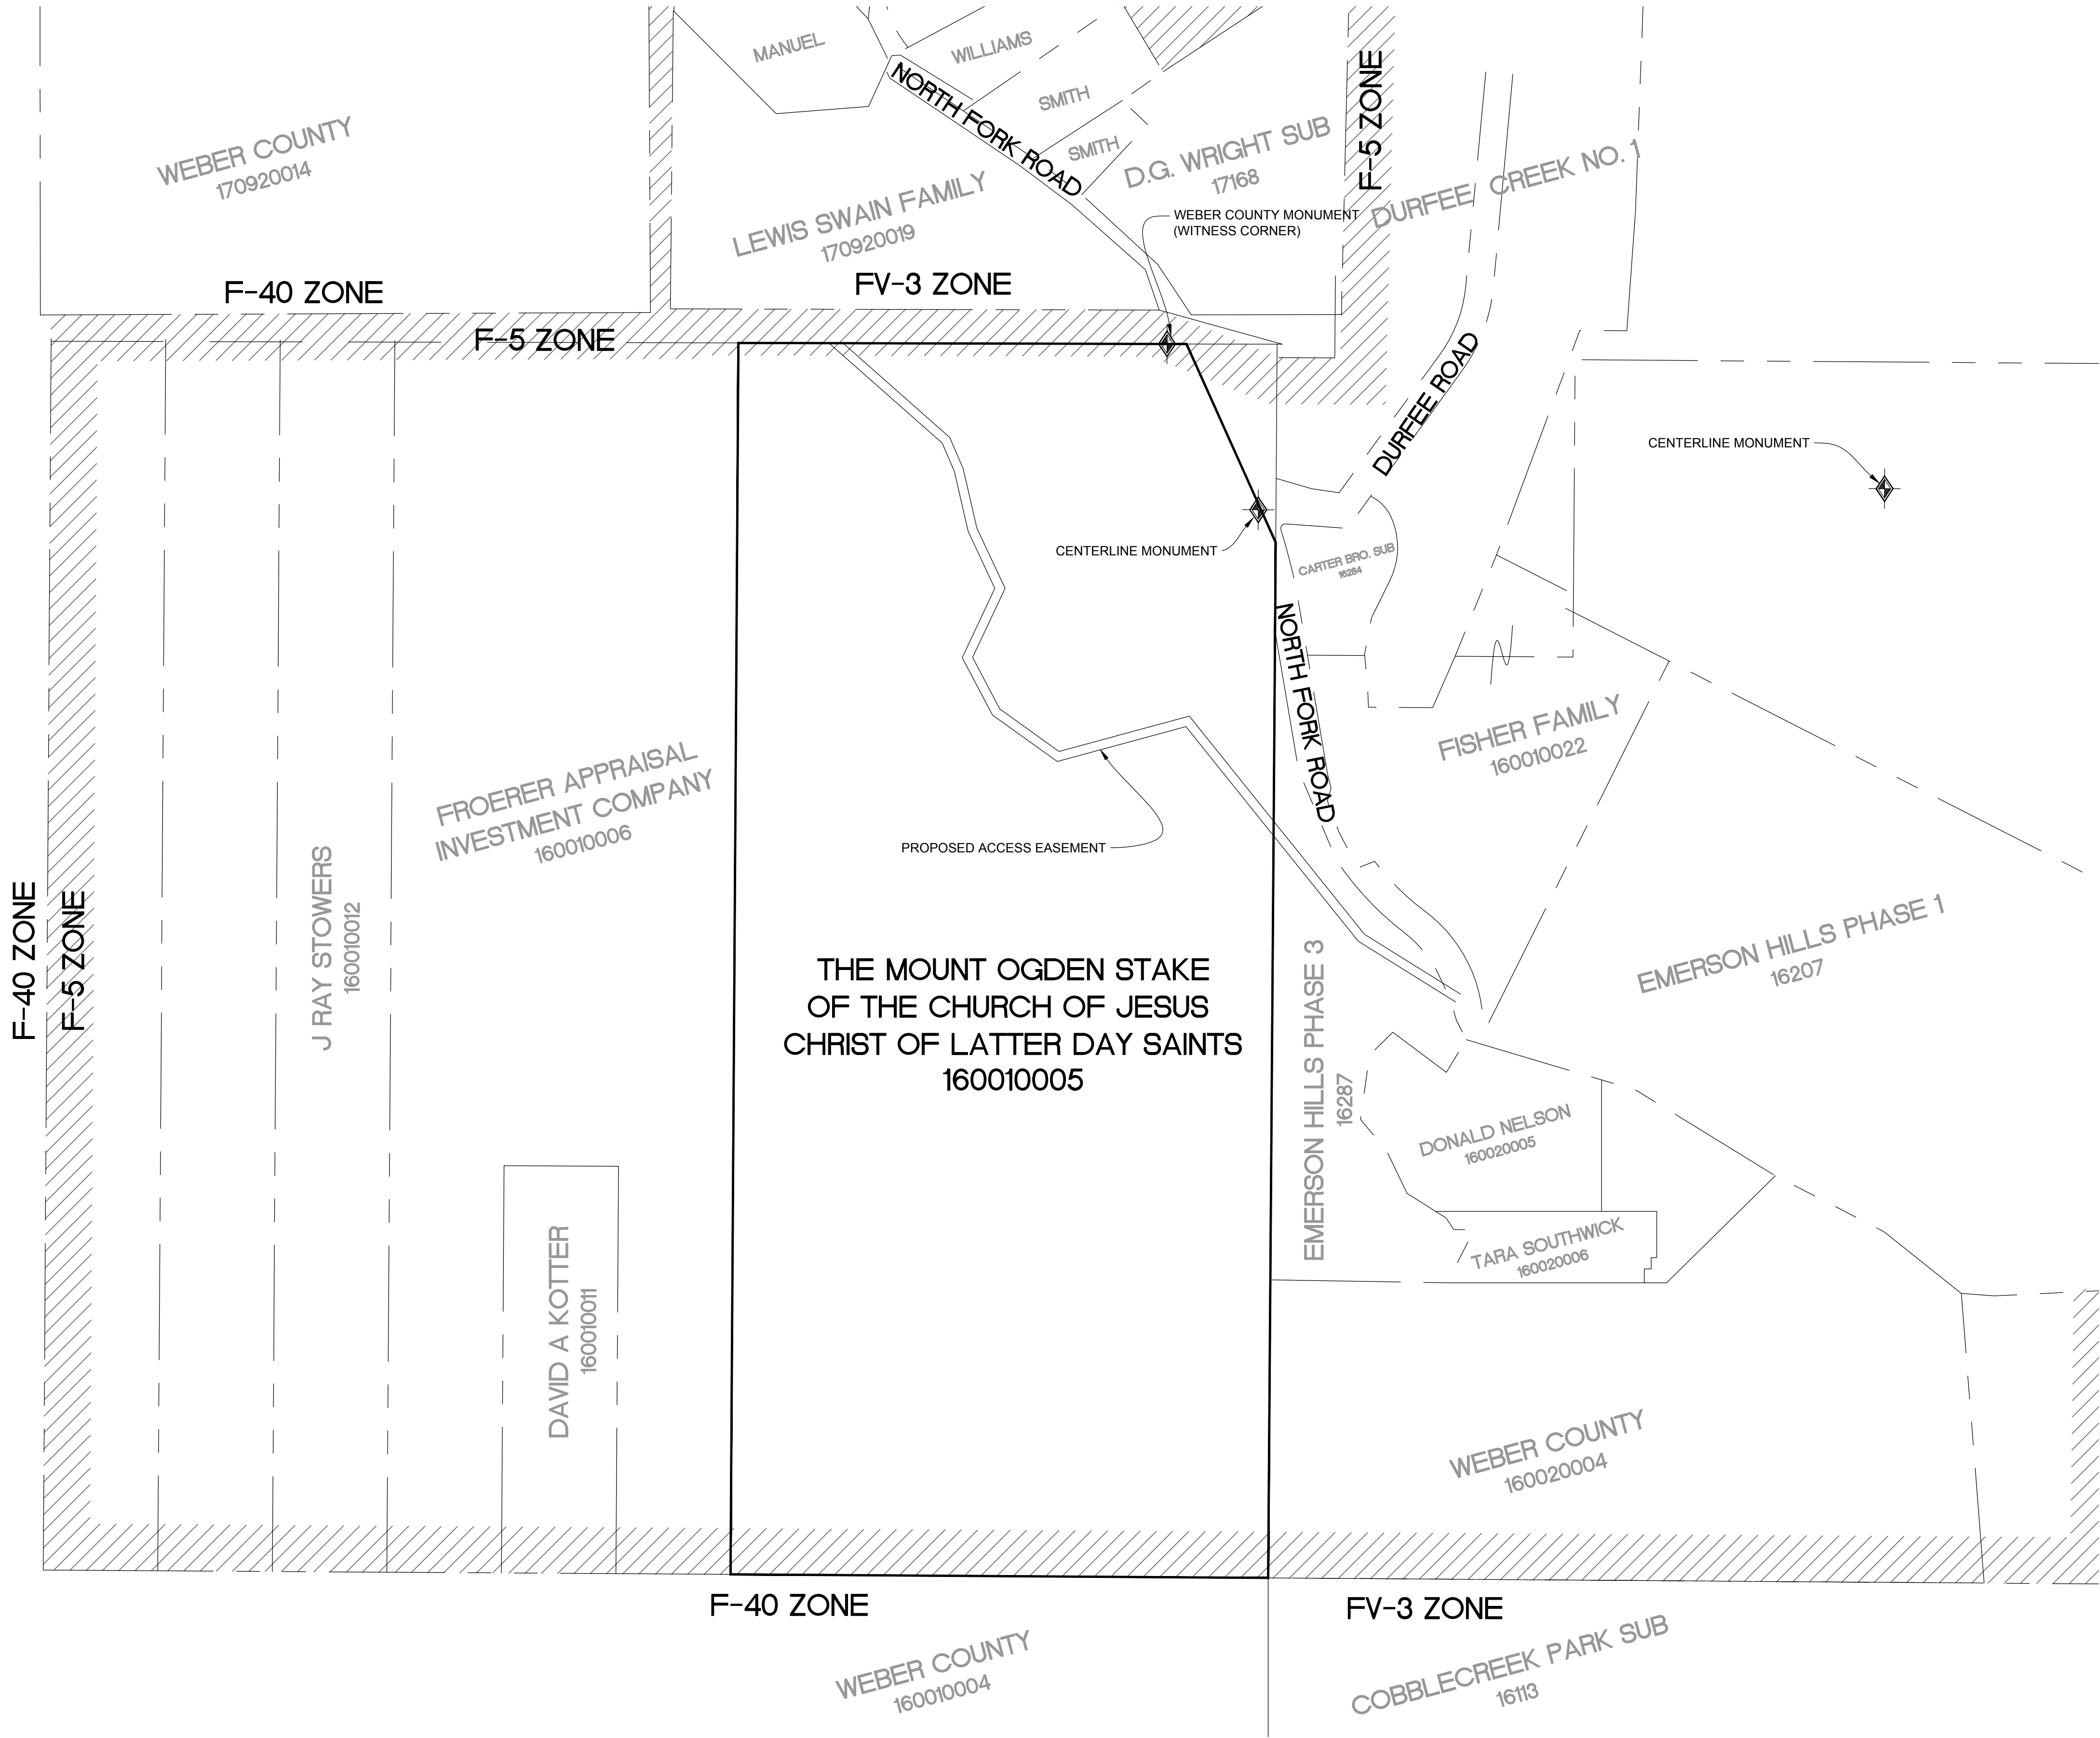 MANUEL
WILLIAMS
SMITH
SMITH
NORTH FORK ROAD
D.G. WRIGHT SUB
17168
F-5 ZONE
DURFEE CREEK NO. 1
WEBER COUNTY
170920014
LEWIS SWAIN FAMILY
170920019
WEBER COUNTY MONUMENT
(WITNESS CORNER)
F-40 ZONE
FV-3 ZONE
F-5 ZONE
DURFEE ROAD
CENTERLINE MONUMENT
CENTERLINE MONUMENT
CARTER BRO. SUB
16284
NORTH FORK ROAD
FISHER FAMILY
160010022
FROERER APPRAISAL
INVESTMENT COMPANY
160010006
PROPOSED ACCESS EASEMENT
J RAY STOWERS
160010012
F-40 ZONE
F-5 ZONE
THE MOUNT OGDEN STAKE
OF THE CHURCH OF JESUS
CHRIST OF LATTER DAY SAINTS
160010005
EMERSON HILLS PHASE 3
16287
EMERSON HILLS PHASE 1
16207
DONALD NELSON
160020005
TARA SOUTHWICK
160020006
DAVID A KOTTER
160010011
WEBER COUNTY
160020004
F-40 ZONE
FV-3 ZONE
WEBER COUNTY
160010004
COBBLECREEK PARK SUB
16113